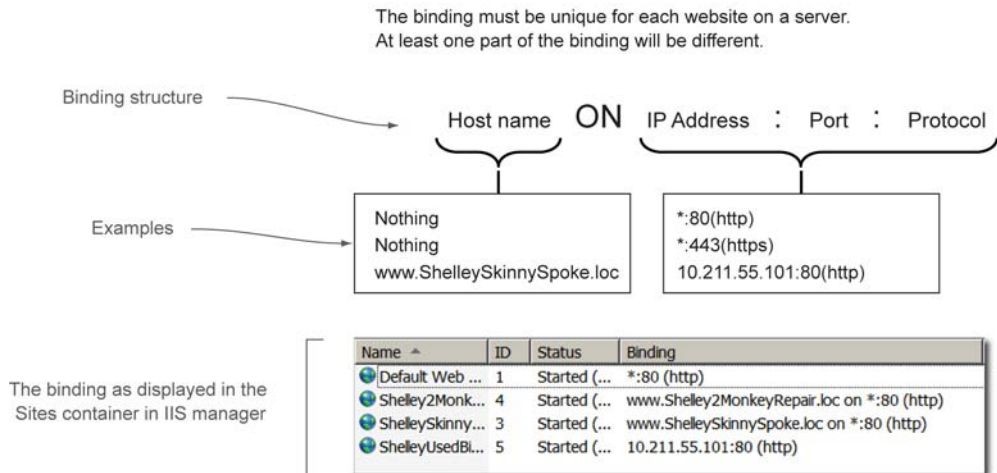 The binding must be unique for each website on a server.
At least one part of the binding will be different.
Binding structure
Host name ON IP Address : Port : Protocol
Examples
Nothing
Nothing
www.ShelleySkinnySpoke.loc
*:80(http)
*:443(https)
10.211.55.101:80(http)
The binding as displayed in the
Sites container in IIS manager
Name ID Status Binding
Default Web ... 1 Started (... *:80 (http)
Shelley2Monk... 4 Started (... www.Shelley2MonkeyRepair.loc on *:80 (http)
ShelleySkinny... 3 Started (... www.ShelleySkinnySpoke.loc on *:80 (http)
ShelleyUsedBi... 5 Started (... 10.211.55.101:80 (http)